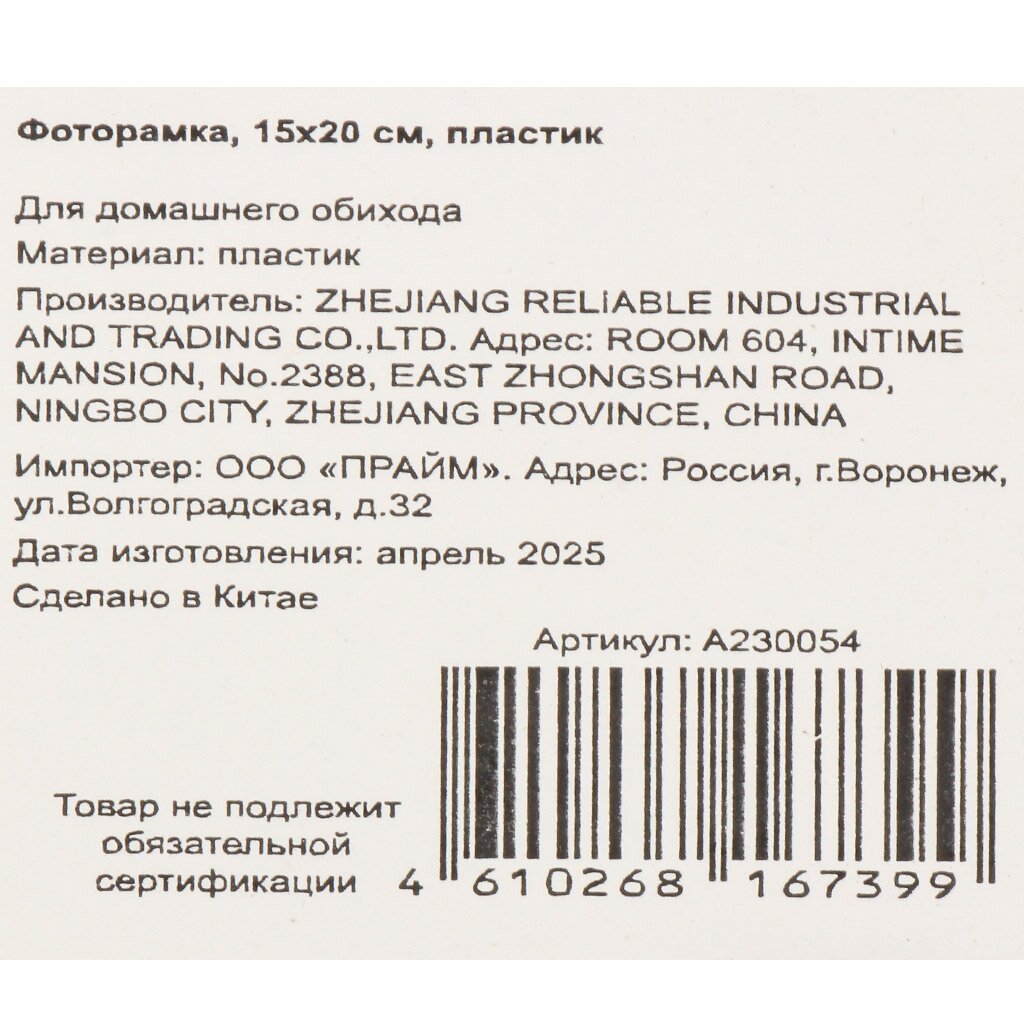 Фоторамка, 15х20 см, пластик
Для домашнего обихода
Материал: пластик
Производитель: ZHEJIANG RELIABLE INDUSTRIAL
AND TRADING CO.,LTD. Адрес: ROOM 604, INTIME
MANSION, No.2388, EAST ZHONGSHAN ROAD,
NINGBO CITY, ZHEJIANG PROVINCE, CHINA
Импортер: ООО «ПРАЙМ». Адрес: Россия, г.Воронеж,
ул.Волгоградская, д.32
Дата изготовления: апрель 2025
Сделано в Китае
Артикул: A230054
Товар не подлежит
обязательной
сертификации
4 610268 167399